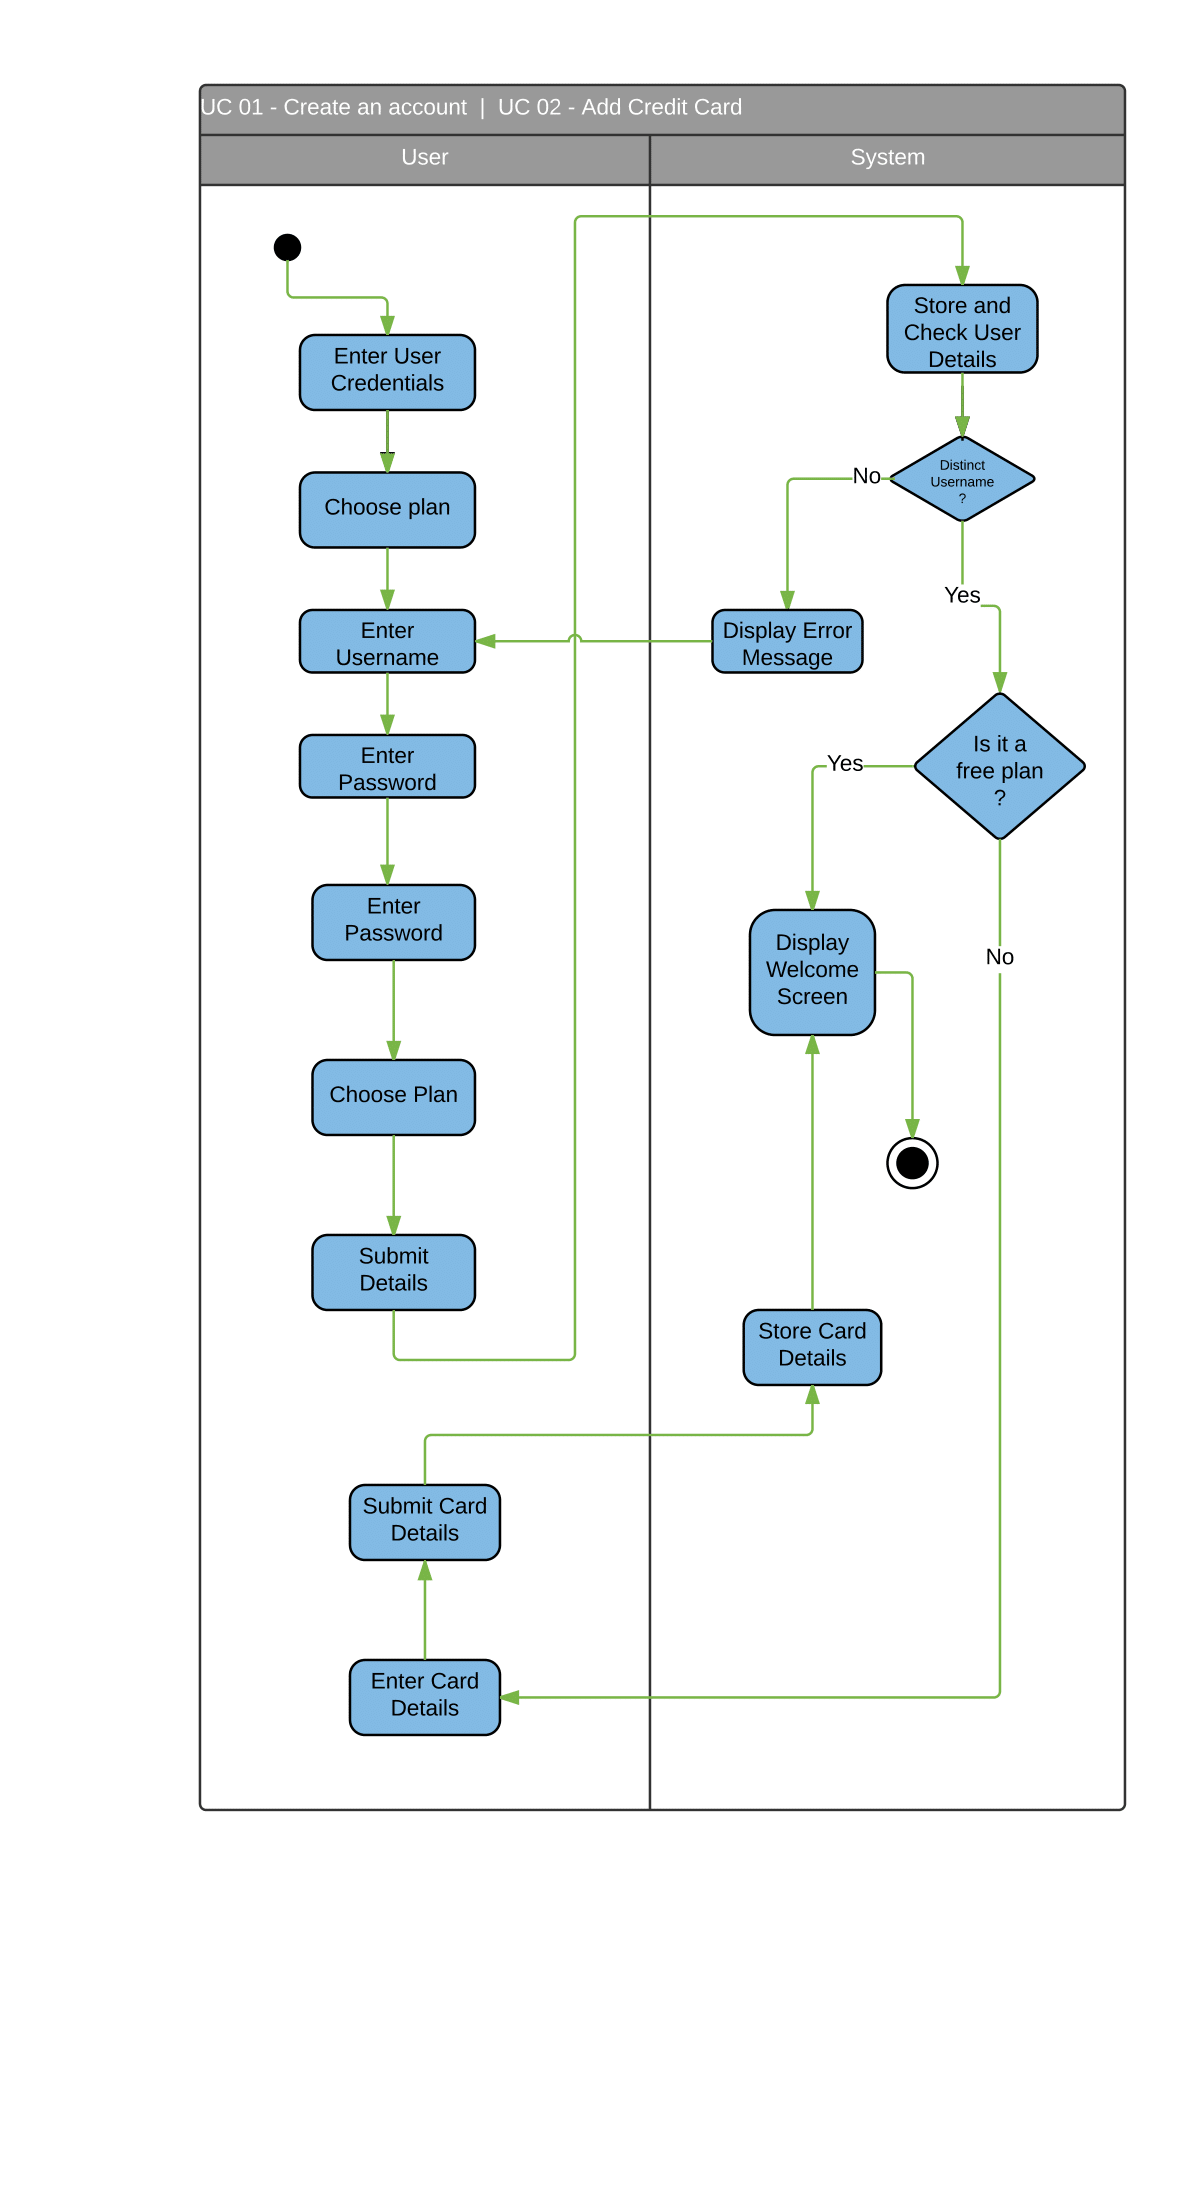 UC 01 - Create an account  |  UC 02 - Add Credit Card
User
System
Enter User
Credentials
Choose plan
Enter
Username
Enter
Password
Enter
Password
Choose Plan
Submit
Details
Submit Card
Details
Enter Card
Details
Store and
Check User
Details
Distinct
Username
?
No
Yes
Display Error
Message
Is it a
free plan
?
Yes
No
Display
Welcome
Screen
Store Card
Details